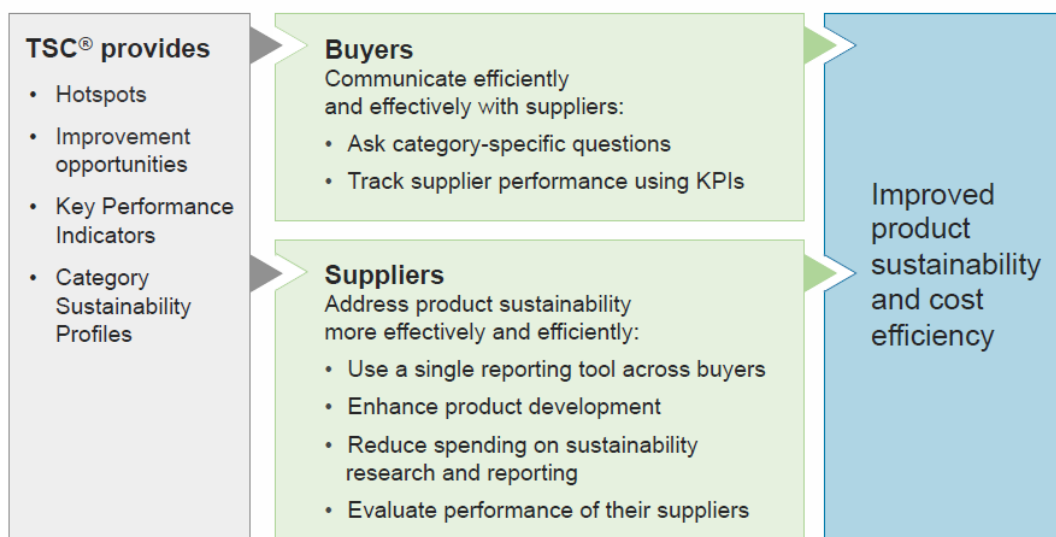 TSC® provides
• Hotspots
• Improvement
opportunities
• Key Performance
Indicators
• Category
Sustainability
Profiles
Buyers
Communicate efficiently
and effectively with suppliers:
• Ask category-specific questions
• Track supplier performance using KPIs
Suppliers
Address product sustainability
more effectively and efficiently:
• Use a single reporting tool across buyers
• Enhance product development
• Reduce spending on sustainability
research and reporting
• Evaluate performance of their suppliers
Improved
product
sustainability
and cost
efficiency